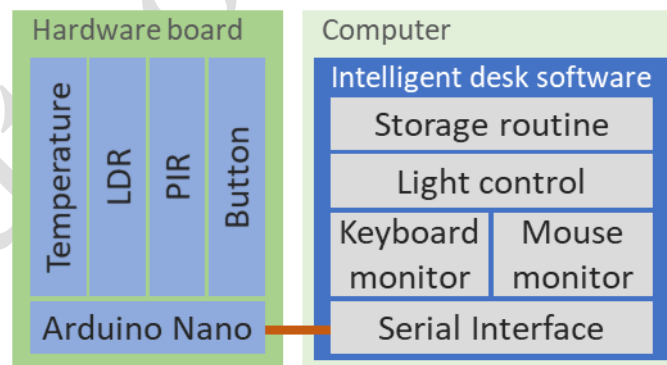 Hardware board
Temperature
LDR
PIR
Button
Arduino Nano
Computer
Intelligent desk software
Storage routine
Light control
Keyboard
monitor
Mouse
monitor
Serial Interface